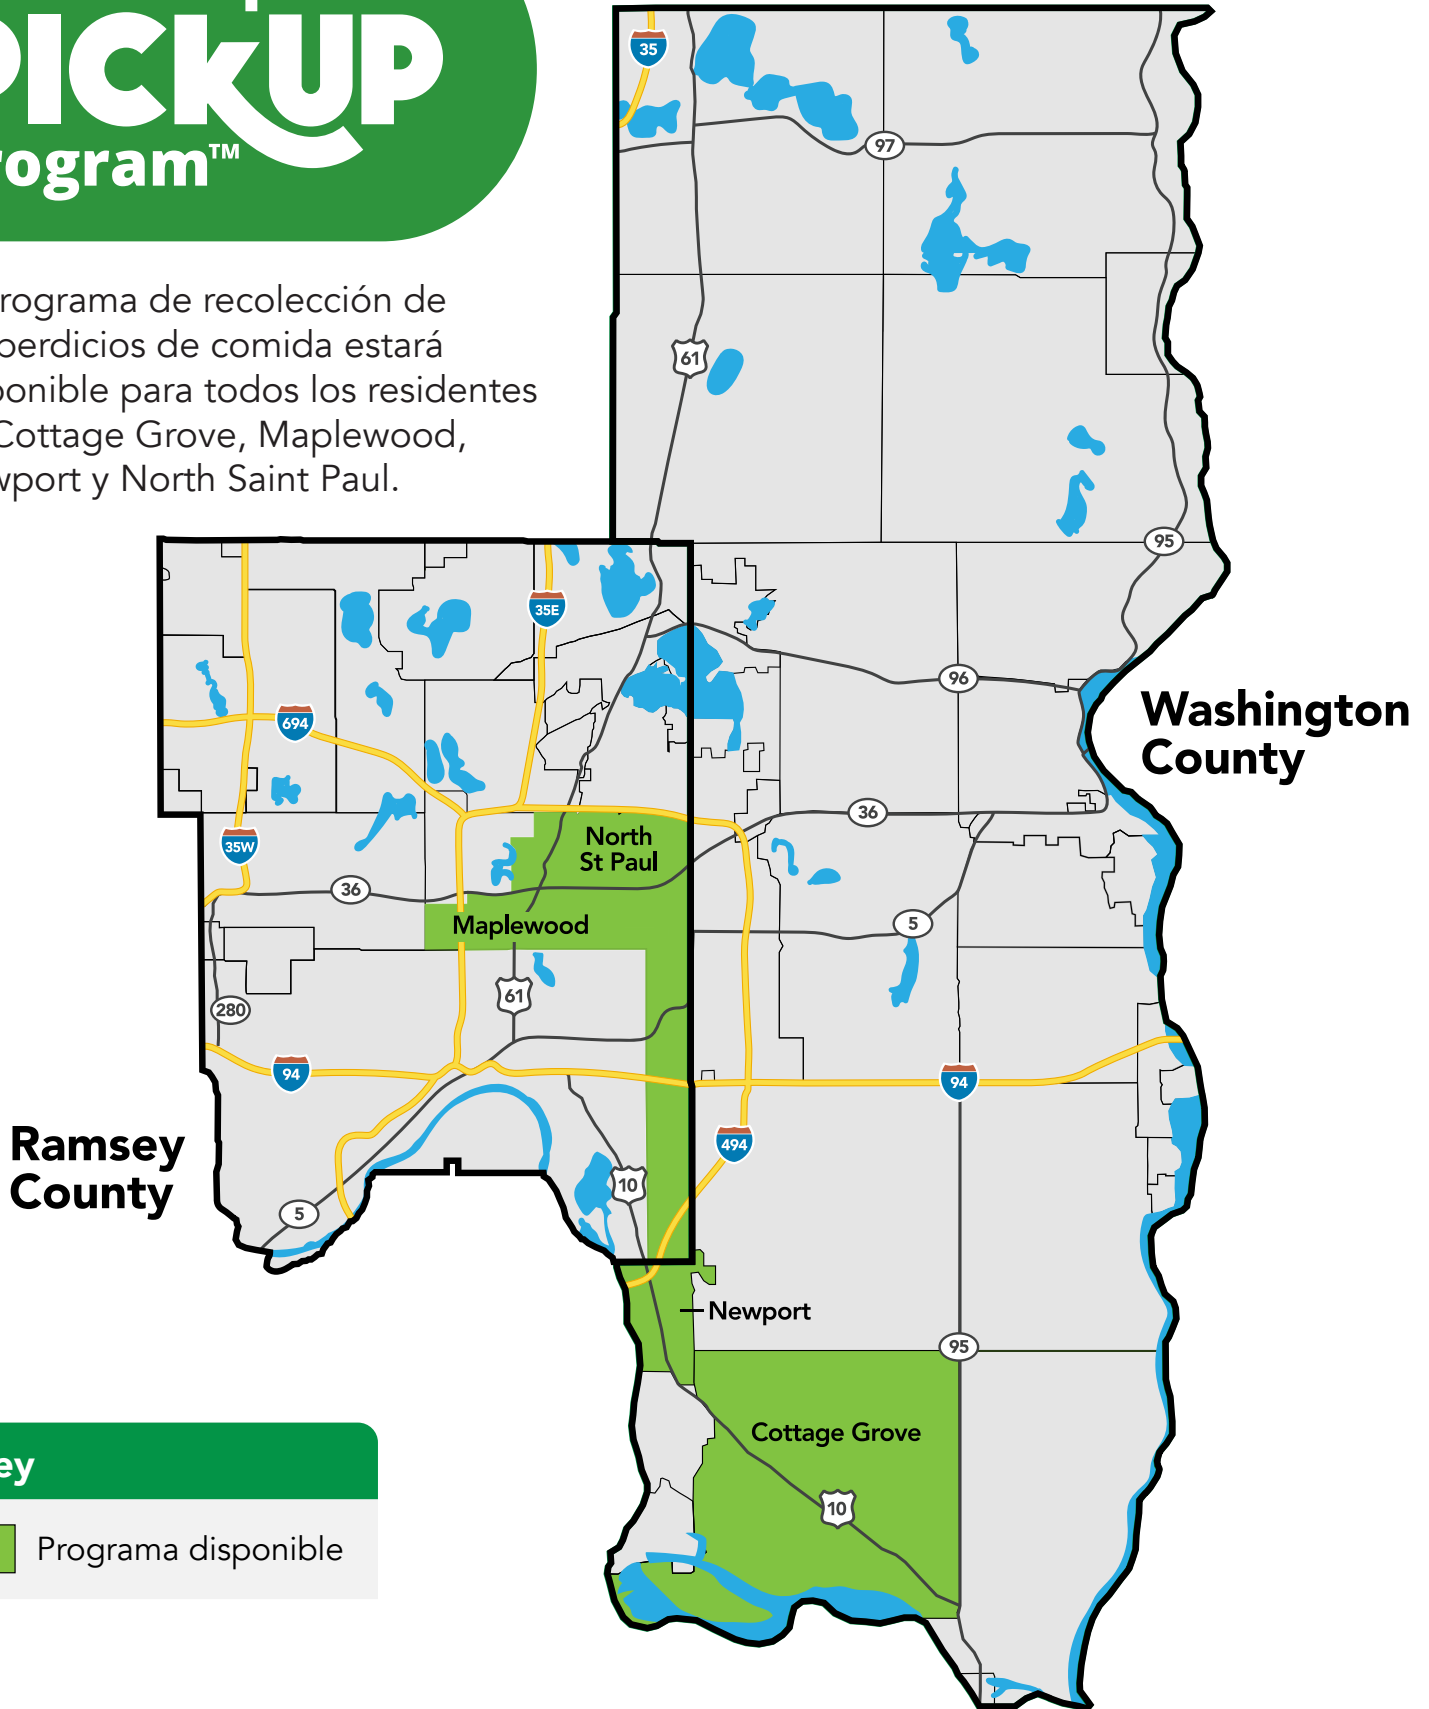 PICKUP
rogram™
rograma de recolección de
perdicios de comida estará
ponible para todos los residentes
Cottage Grove, Maplewood,
wport y North Saint Paul.
35
97
61
95
35E
694
96
Washington
County
36
35W
North
St Paul
36
5
Maplewood
61
280
94
94
Ramsey
County
494
10
5
Newport
95
Cottage Grove
10
ey
Programa disponible